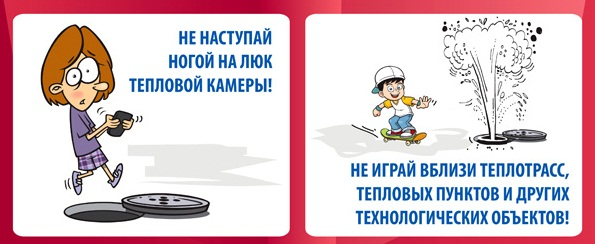 НЕ НАСТУПАЙ
НОГОЙ НА ЛЮК
ТЕПЛОВОЙ КАМЕРЫ!
НЕ ИГРАЙ ВБЛИЗИ ТЕПЛОТРАСС,
ТЕПЛОВЫХ ПУНКТОВ И ДРУГИХ
ТЕХНОЛОГИЧЕСКИХ ОБЪЕКТОВ!